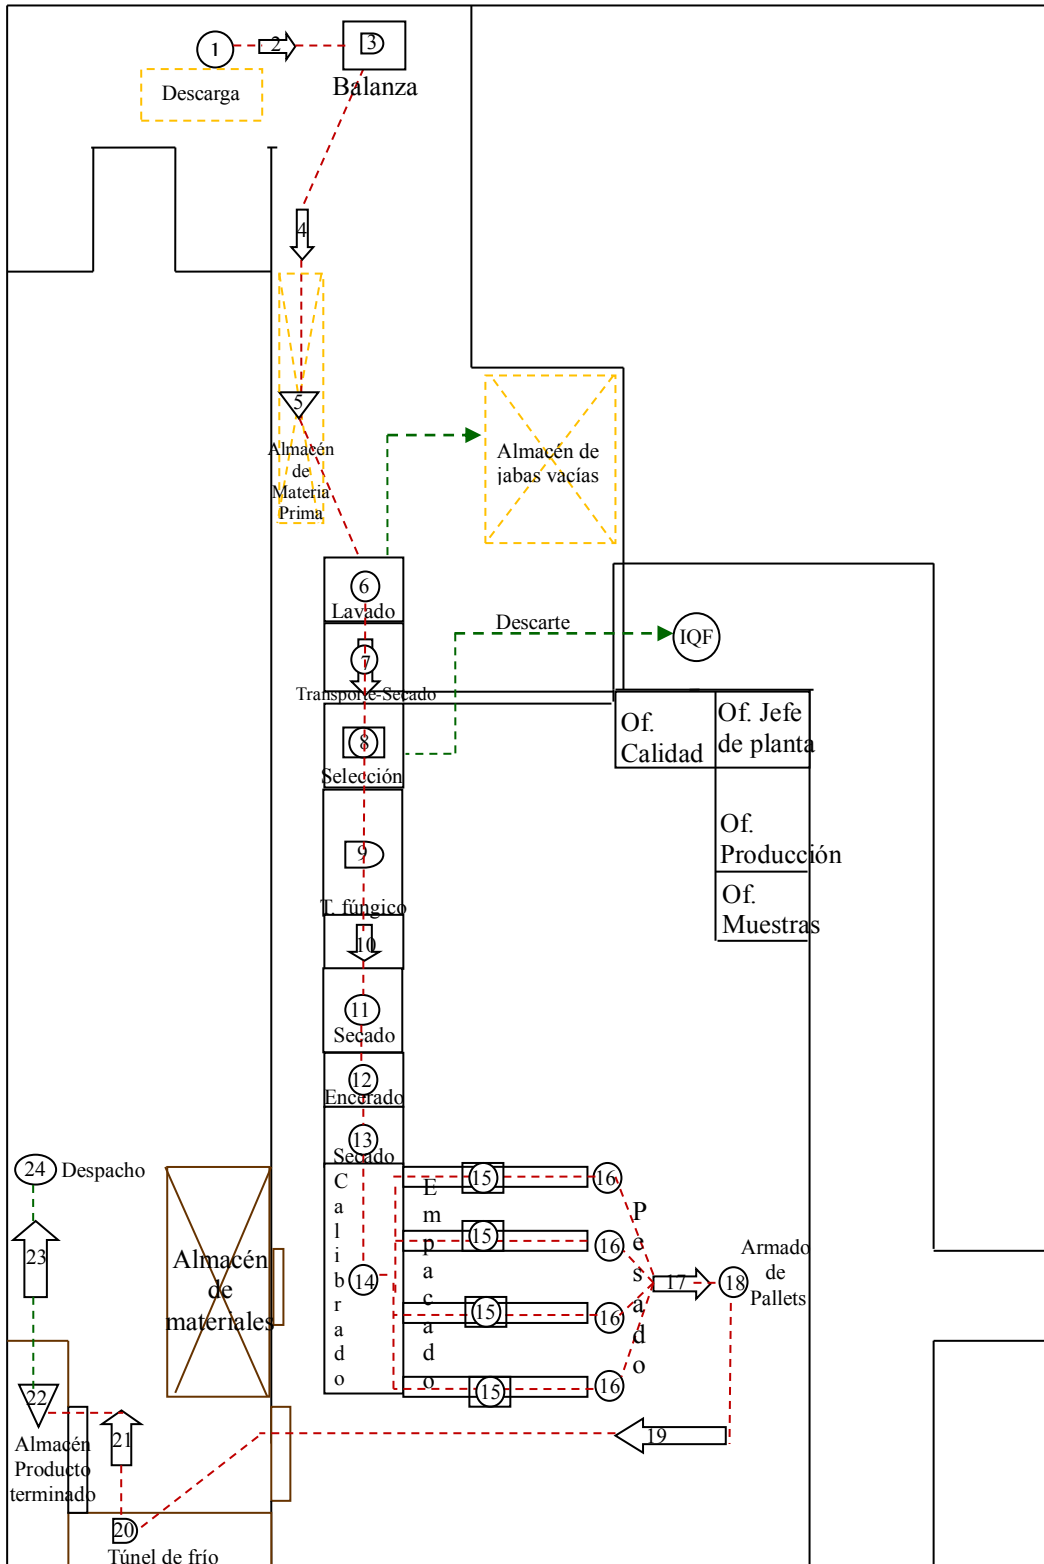 1
2
3
Balanza
Descarga
4
5
Almacén
de
Materia
Prima
Almacén de
jabas vacías
6
Lavado
Descarte
IQF
7
Transporte-Secado
8
Selección
Of.
Calidad
Of. Jefe
de planta
Of.
Producción
Of.
Muestras
9
T. fúngico
10
11
Secado
12
Encerado
13
Secado
Calibrado
14
Empacado
15
15
15
15
16
16
16
16
Pesado
17
18
Armado
de
Pallets
19
Almacén
de
materiales
20
Túnel de frío
21
22
Almacén
Producto
terminado
23
24
Despacho